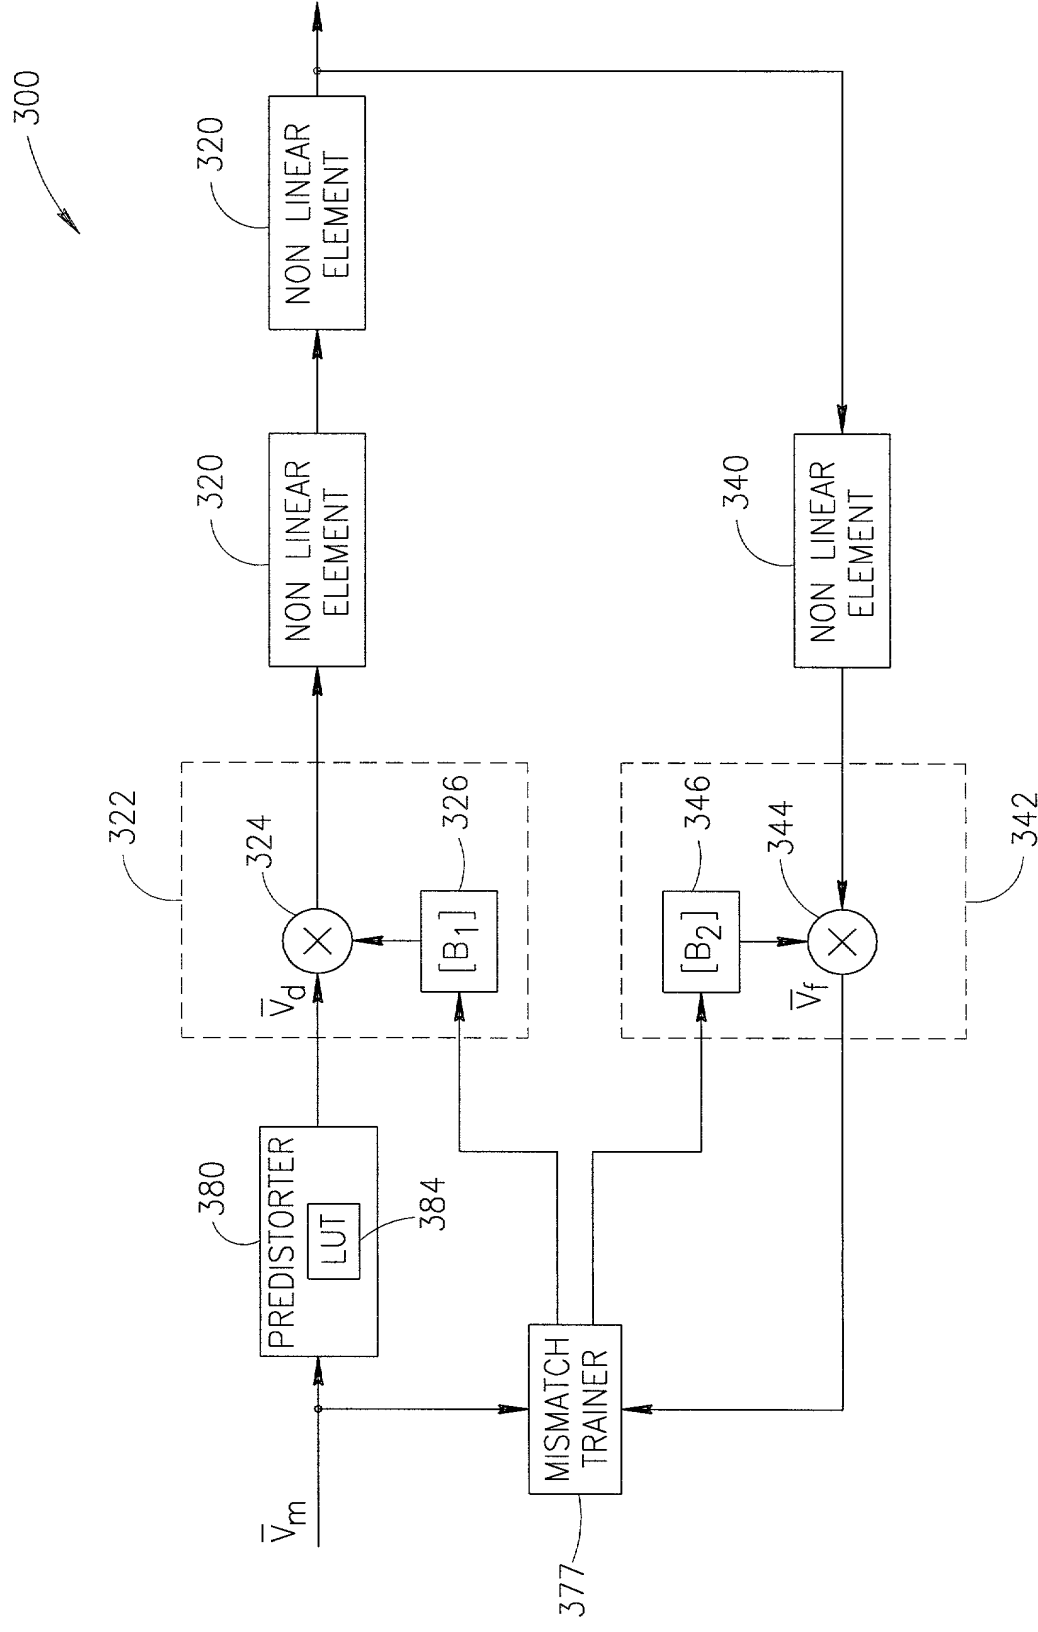 300
320
NON LINEAR
ELEMENT
320
NON LINEAR
ELEMENT
322
324
V̅d
326
[B1]
380
PREDISTORTER
LUT
384
V̅m
340
NON LINEAR
ELEMENT
346
[B2]
344
V̅f
342
MISMATCH
TRAINER
377